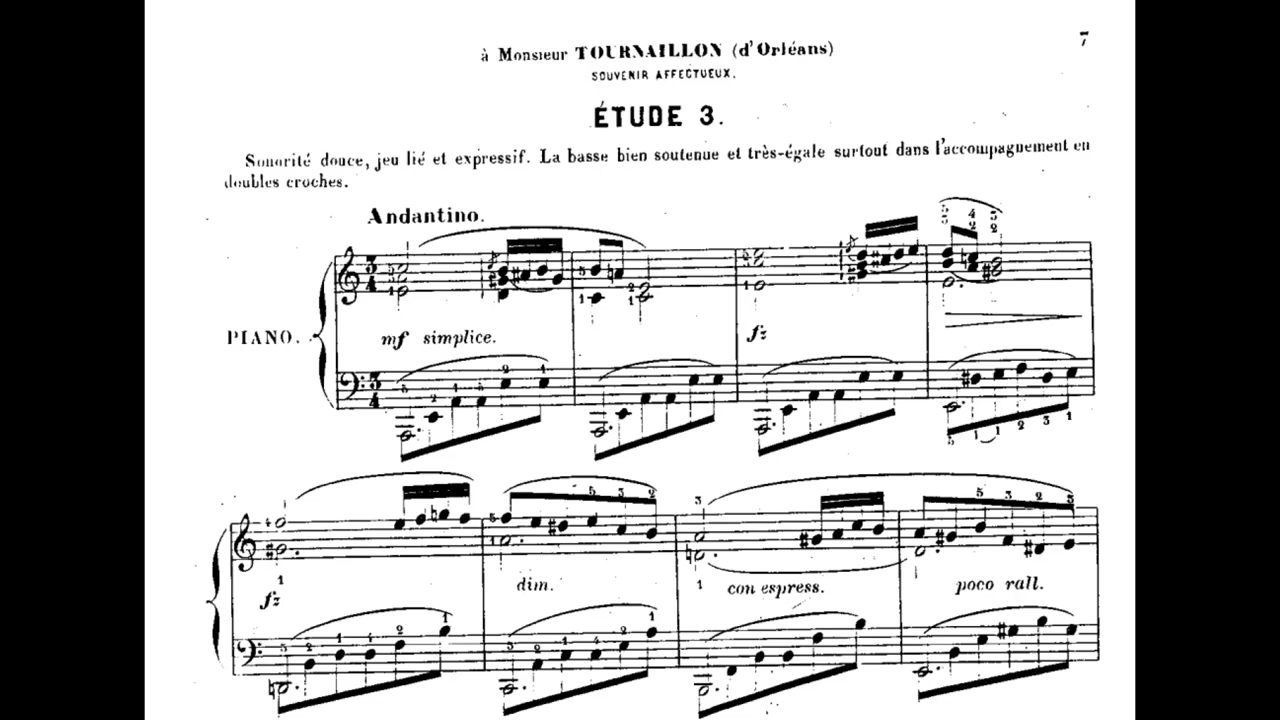 7
à Monsieur TOURNAILLON (d'Orléans)
SOUVENIR AFFECTUEUX.
ÉTUDE 3.
Sonorité douce, jeu lié et expressif. La basse bien soutenue et très-égale surtout dans l'accompagnement en
doubles croches.
Andantino.
PIANO.
mf simplice.
fz
fz
dim.
con espress.
poco rall.